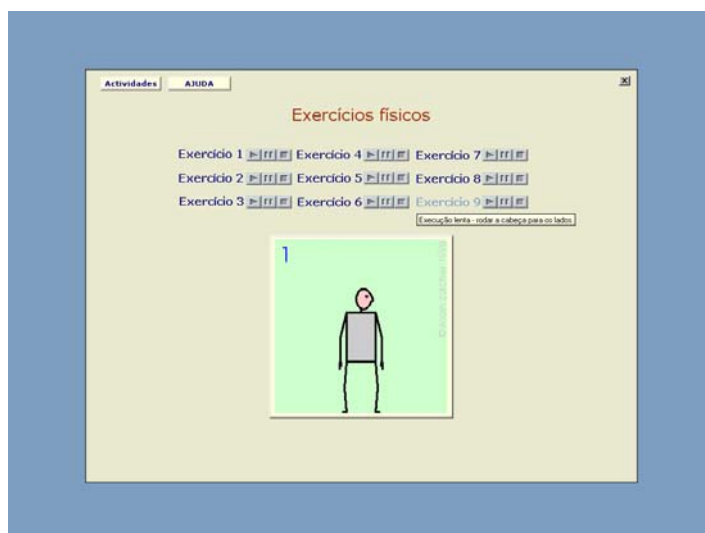 Actividades AJUDA
Exercícios físicos
Exercício 1 Exercício 4 Exercício 7
Exercício 2 Exercício 5 Exercício 8
Exercício 3 Exercício 6 Exercício 9
Execução lenta - rodar a cabeça para os lados
1